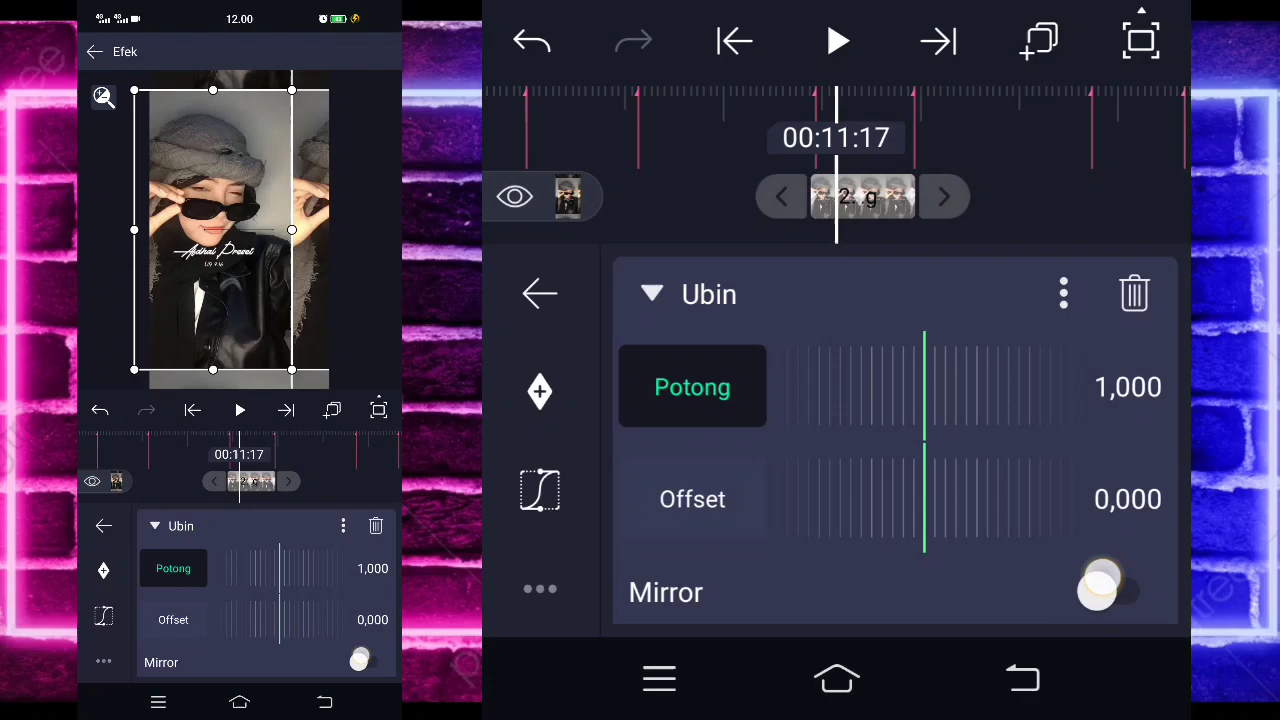 12.00
Efek
Asdhai Preset
00:11:17
Ubin
Potong
1,000
Offset
0,000
Mirror
00:11:17
Ubin
Potong
1,000
Offset
0,000
Mirror